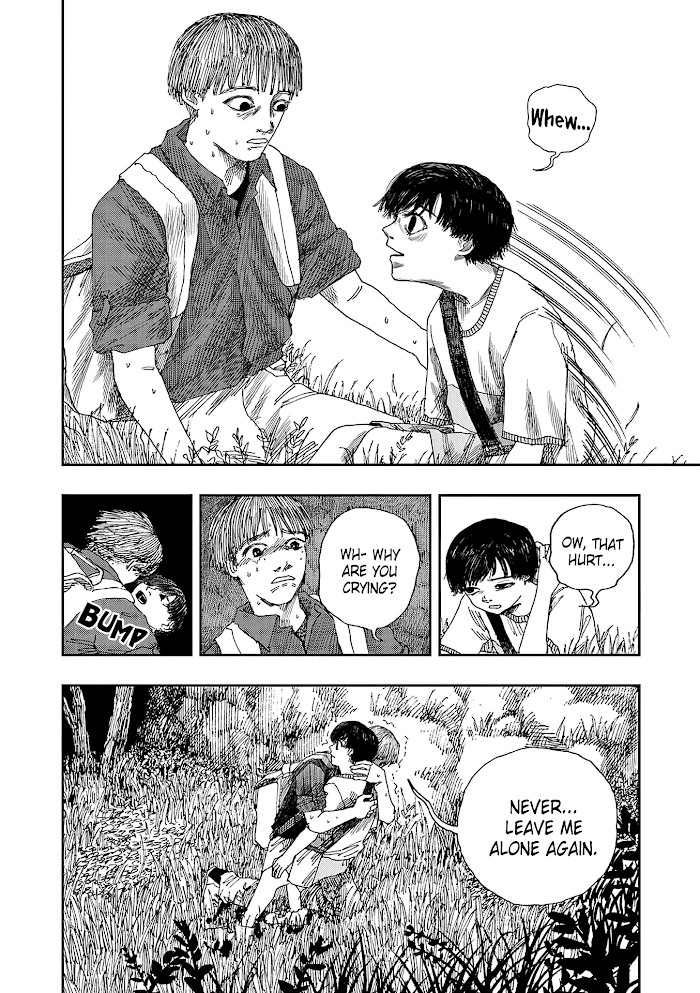 Whew...
OW, THAT
HURT...
WH- WHY
ARE YOU
CRYING?
BUMP
NEVER...
LEAVE ME
ALONE AGAIN.